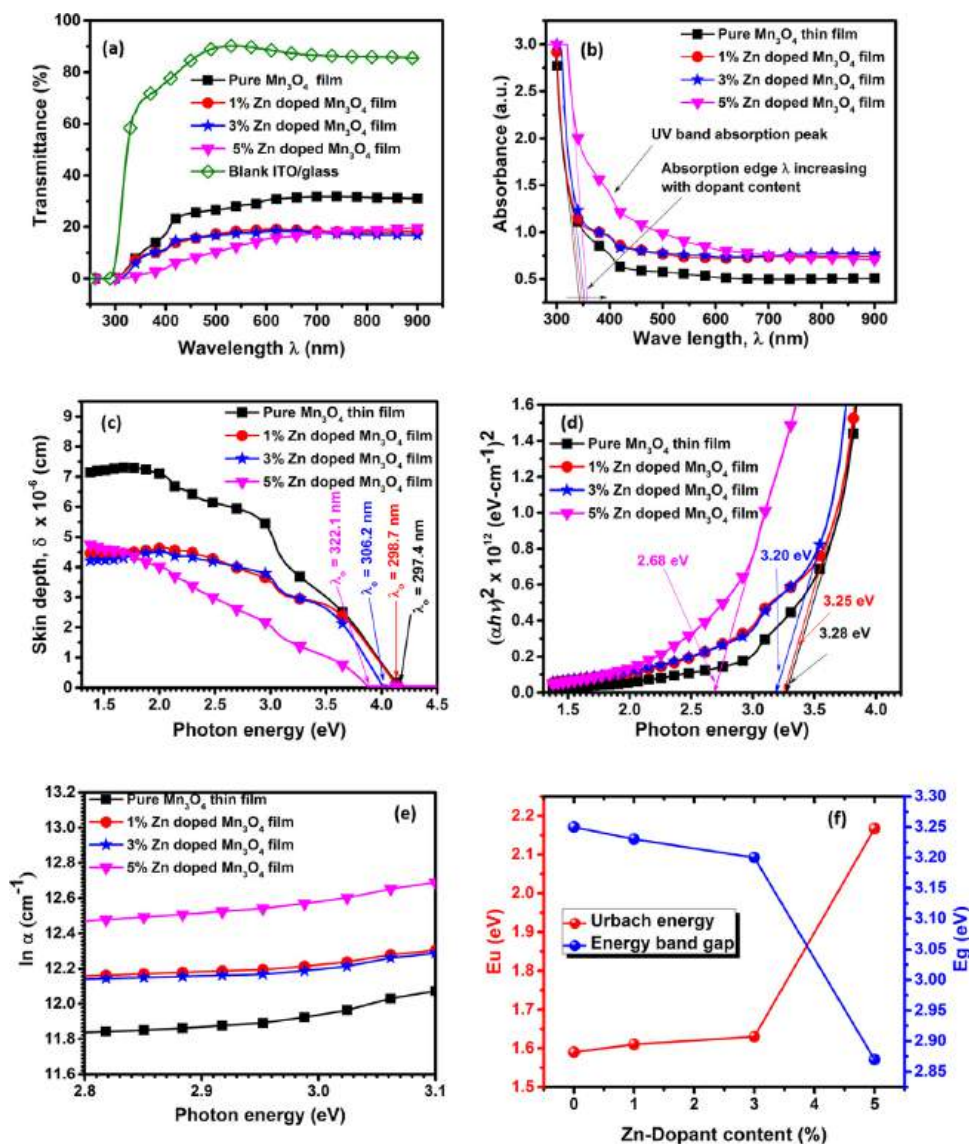 (a)
Transmittance (%)
100
80
60
40
20
0
Pure Mn₃O₄ film
1% Zn doped Mn₃O₄ film
3% Zn doped Mn₃O₄ film
5% Zn doped Mn₃O₄ film
Blank ITO/glass
300 400 500 600 700 800 900
Wavelength λ (nm)
(b)
Absorbance (a.u.)
3.0
2.5
2.0
1.5
1.0
0.5
Pure Mn₃O₄ thin film
1% Zn doped Mn₃O₄ film
3% Zn doped Mn₃O₄ film
5% Zn doped Mn₃O₄ film
UV band absorption peak
Absorption edge λ increasing
with dopant content
300 400 500 600 700 800 900
Wave length, λ (nm)
(c)
Skin depth, δ x 10⁻⁶ (cm)
9
8
7
6
5
4
3
2
1
0
Pure Mn₃O₄ thin film
1% Zn doped Mn₃O₄ film
3% Zn doped Mn₃O₄ film
5% Zn doped Mn₃O₄ film
λₒ = 322.1 nm
λₒ = 306.2 nm
λₒ = 298.7 nm
λₒ = 297.4 nm
1.5 2.0 2.5 3.0 3.5 4.0 4.5
Photon energy (eV)
(d)
(αhν)² x 10¹² (eV-cm⁻¹)²
1.6
1.4
1.2
1.0
0.8
0.6
0.4
0.2
0.0
Pure Mn₃O₄ thin film
1% Zn doped Mn₃O₄ film
3% Zn doped Mn₃O₄ film
5% Zn doped Mn₃O₄ film
2.68 eV
3.20 eV
3.25 eV
3.28 eV
1.5 2.0 2.5 3.0 3.5 4.0
Photon energy (eV)
(e)
ln α (cm⁻¹)
13.2
13.0
12.8
12.6
12.4
12.2
12.0
11.8
11.6
Pure Mn₃O₄ thin film
1% Zn doped Mn₃O₄ film
3% Zn doped Mn₃O₄ film
5% Zn doped Mn₃O₄ film
2.8 2.9 3.0 3.1
Photon energy (eV)
(f)
Eu (eV)
2.2
2.1
2.0
1.9
1.8
1.7
1.6
1.5
Urbach energy
Energy band gap
3.30
3.25
3.20
3.15
3.10
3.05
3.00
2.95
2.90
2.85
Eg (eV)
0 1 2 3 4 5
Zn-Dopant content (%)